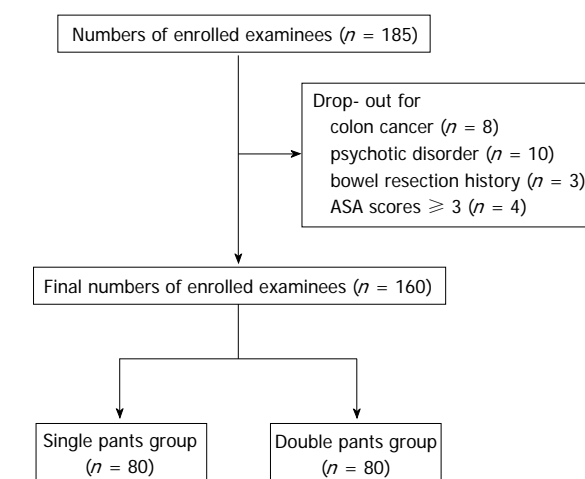 Numbers of enrolled examinees (n = 185)
Drop- out for
colon cancer (n = 8)
psychotic disorder (n = 10)
bowel resection history (n = 3)
ASA scores ⩾ 3 (n = 4)
Final numbers of enrolled examinees (n = 160)
Single pants group
(n = 80)
Double pants group
(n = 80)